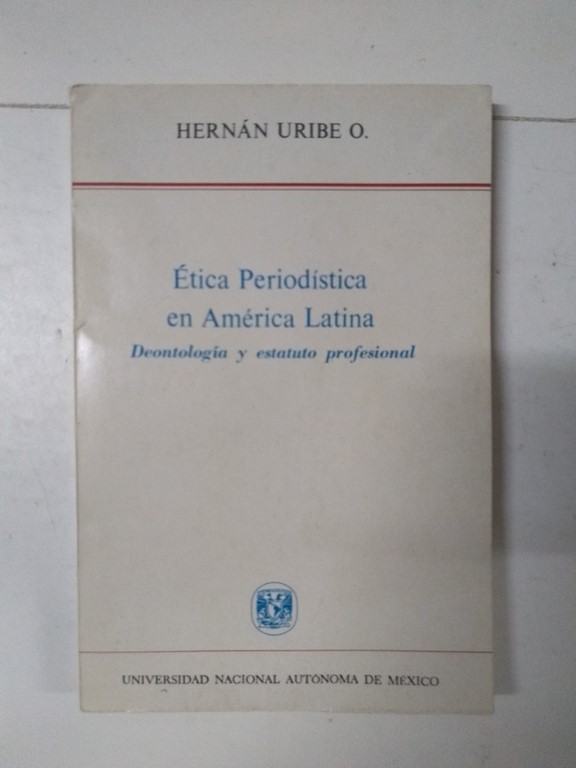 HERNÁN URIBE O.
Ética Periodística
en América Latina
Deontología y estatuto profesional
UNIVERSIDAD NACIONAL AUTÓNOMA DE MÉXICO